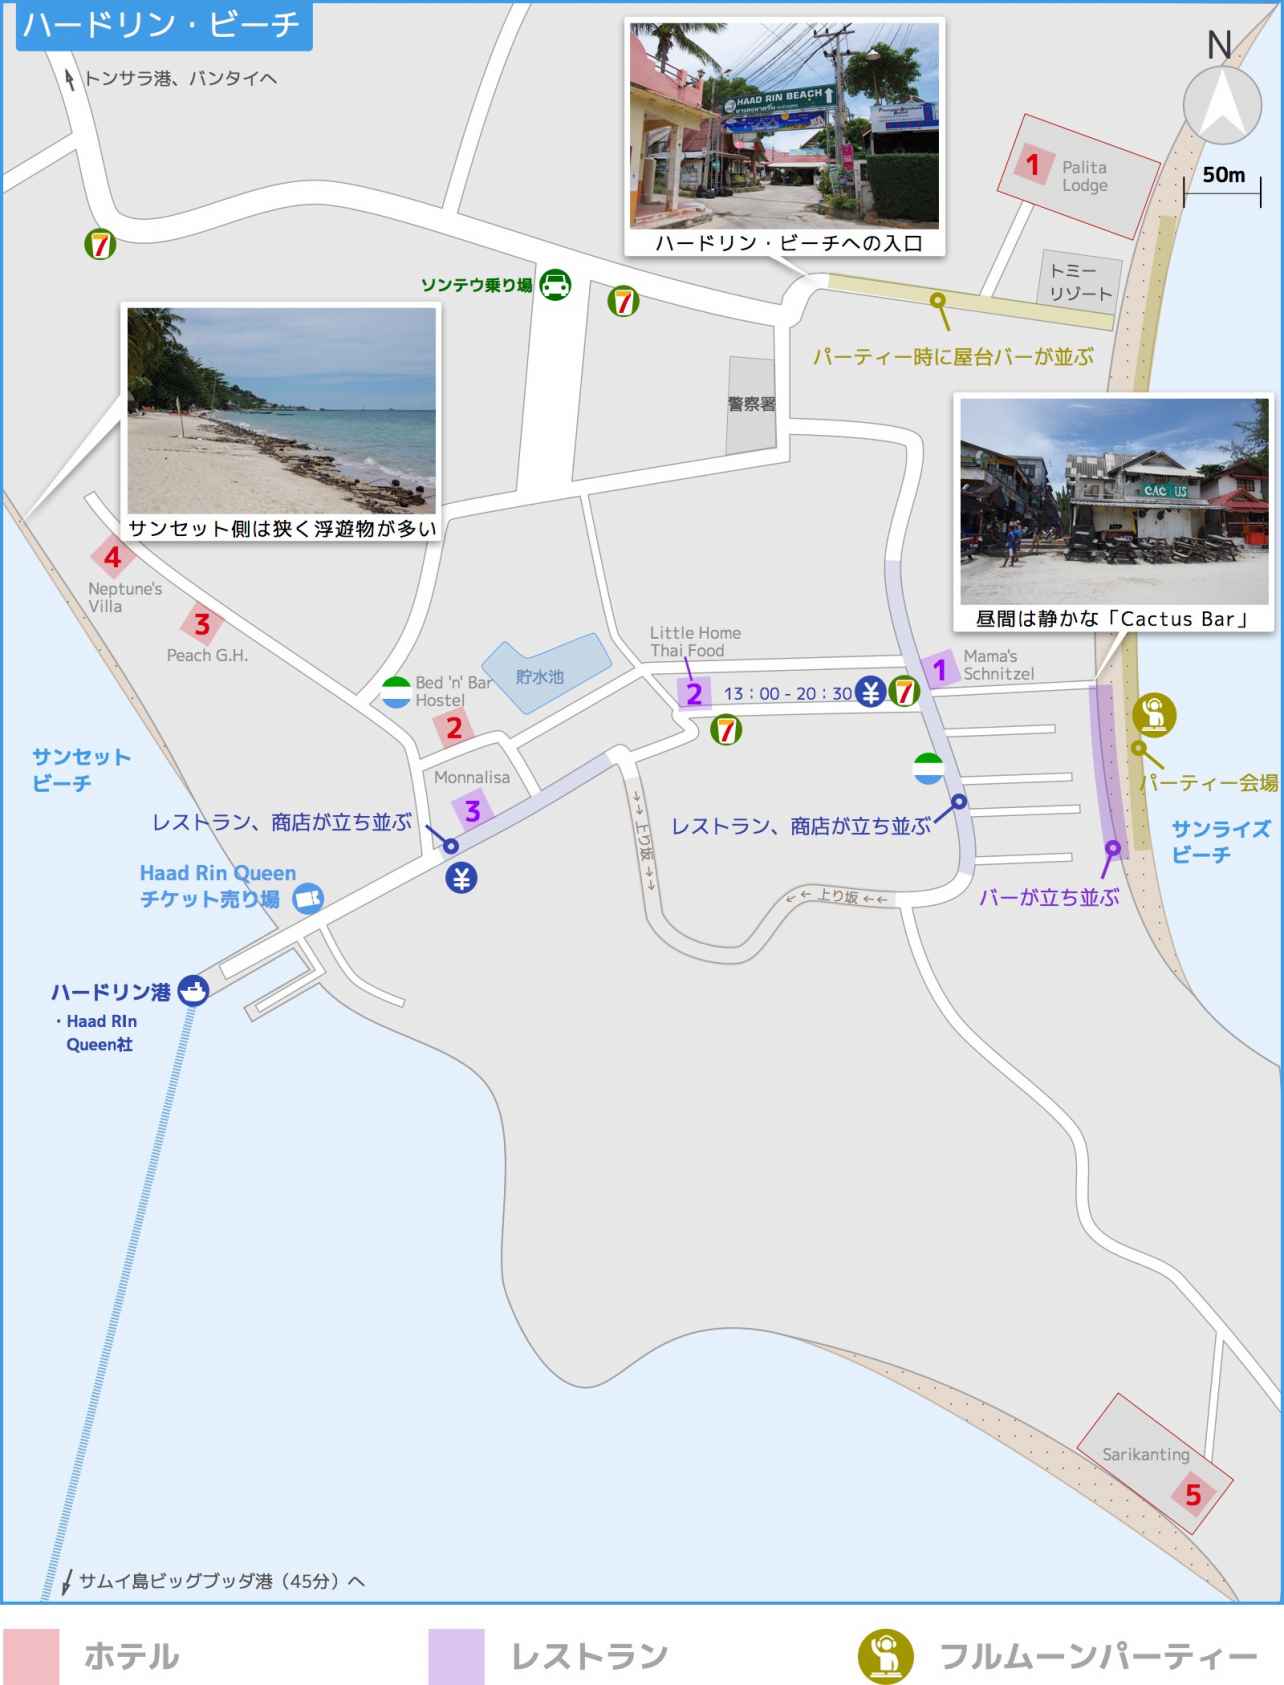 ハードリン・ビーチ
トンサラ港、バンタイへ
N
50m
HAAD RIN BEACH
ハードリン・ビーチへの入口
1
Palita
Lodge
トミー
リゾート
7
ソンテウ乗り場
7
パーティー時に屋台バーが並ぶ
警察署
サンセット側は狭く浮遊物が多い
CACTUS
昼間は静かな「Cactus Bar」
4
Neptune's
Villa
3
Peach G.H.
Little Home
Thai Food
1
Mama's
Schnitzel
Bed 'n' Bar
Hostel
貯水池
2
13：00 - 20：30
¥
7
2
7
サンセット
ビーチ
Monnalisa
3
パーティー会場
レストラン、商店が立ち並ぶ
レストラン、商店が立ち並ぶ
サンライズ
ビーチ
→→ 上り坂 →→
¥
Haad Rin Queen
チケット売り場
←← 上り坂 ←←
バーが立ち並ぶ
ハードリン港
・Haad RIn
Queen社
Sarikanting
5
サムイ島ビッグブッダ港（45分）へ
ホテル
レストラン
フルムーンパーティー